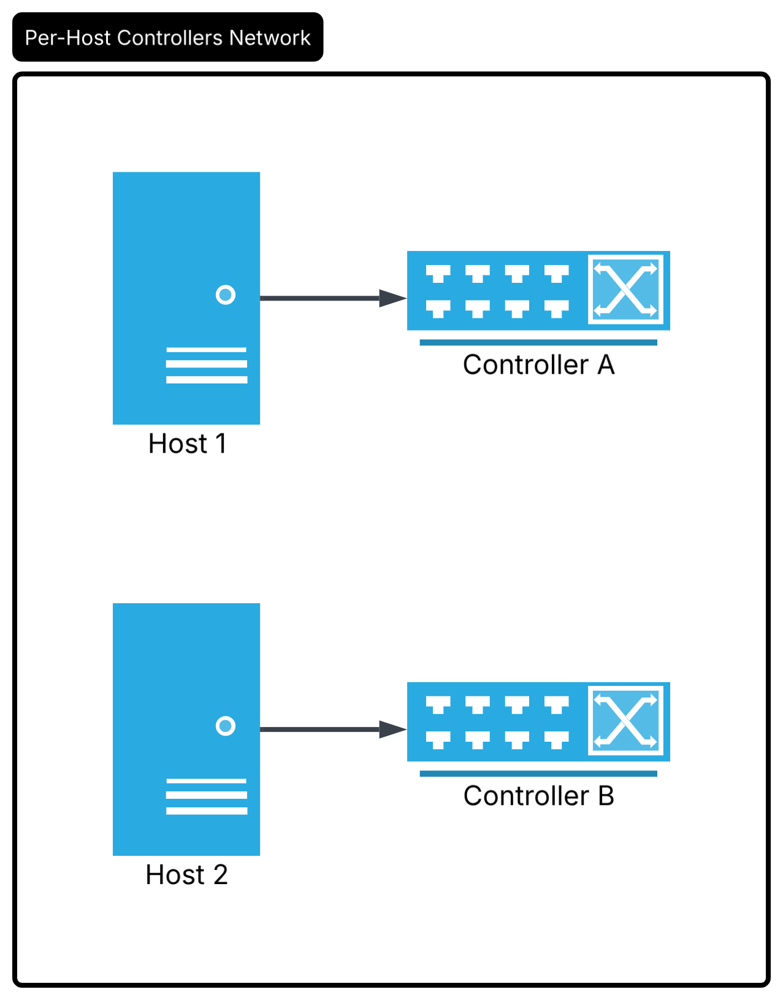 Per-Host Controllers Network
Controller A
Host 1
Controller B
Host 2